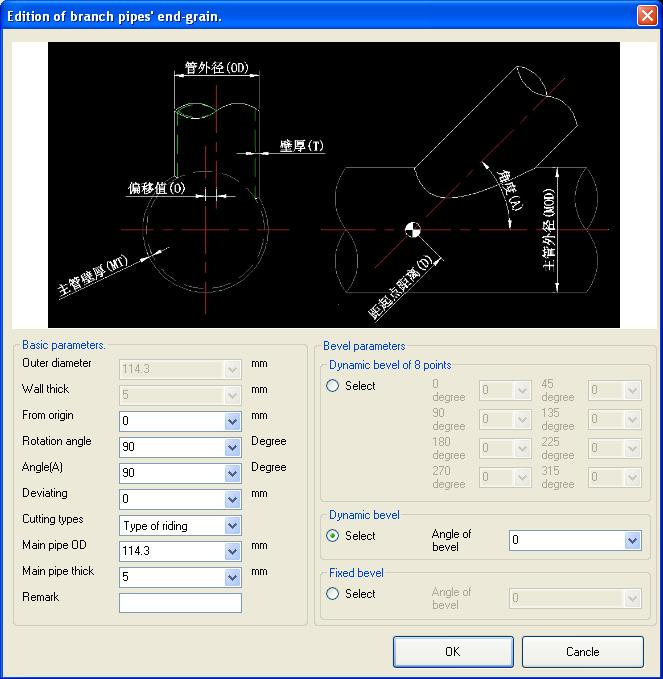 Edition of branch pipes' end-grain.
管外径(OD)
壁厚(T)
偏移值(O)
主管壁厚(MT)
角度(A)
主管外径(MOD)
距起点距离(D)
Basic parameters.
Outer diameter 114.3 mm
Wall thick 5 mm
From origin 0 mm
Rotation angle 90 Degree
Angle(A) 90 Degree
Deviating 0 mm
Cutting types Type of riding
Main pipe OD 114.3 mm
Main pipe thick 5 mm
Remark
Bevel parameters
Dynamic bevel of 8 points
Select
0 degree 0 45 degree 0
90 degree 0 135 degree 0
180 degree 0 225 degree 0
270 degree 0 315 degree 0
Dynamic bevel
Select Angle of bevel 0
Fixed bevel
Select Angle of bevel 0
OK Cancle